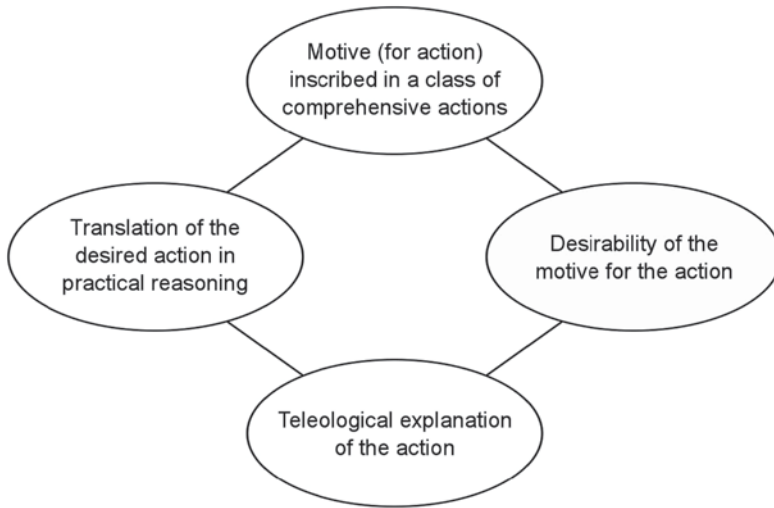 Motive (for action)
inscribed in a class of
comprehensive actions
Translation of the
desired action in
practical reasoning
Desirability of the
motive for the action
Teleological explanation
of the action